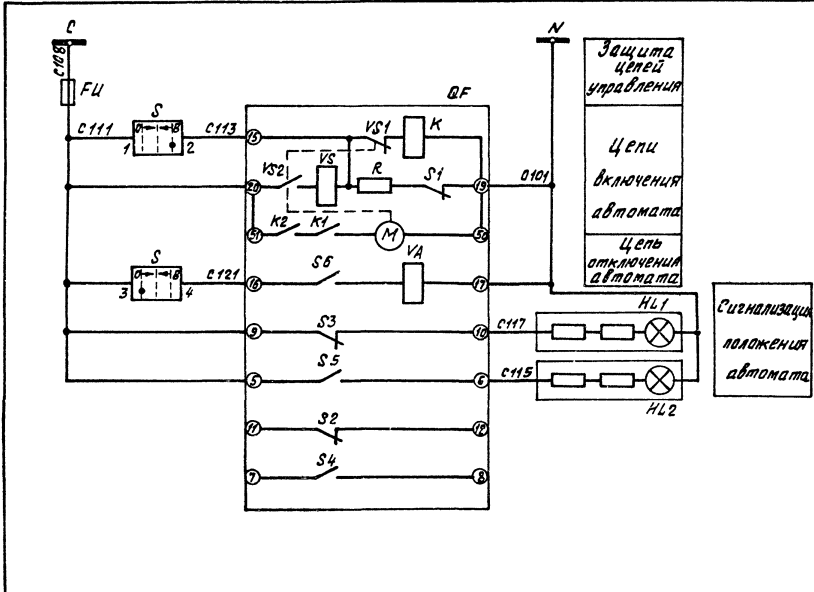 C
N
C108
FU
S
QF
C111
O
B
C113
1
2
15
VS1
K
VS2
VS
R
S1
20
19
0101
51
K2
K1
M
50
VA
S
O
B
C121
3
4
16
S6
17
HL1
9
S3
10
C117
5
S5
6
C115
HL2
11
S2
12
7
S4
8
Защита
цепей
управления
Цепи
включения
автомата
Цепь
отключения
автомата
Сигнализация
положения
автомата